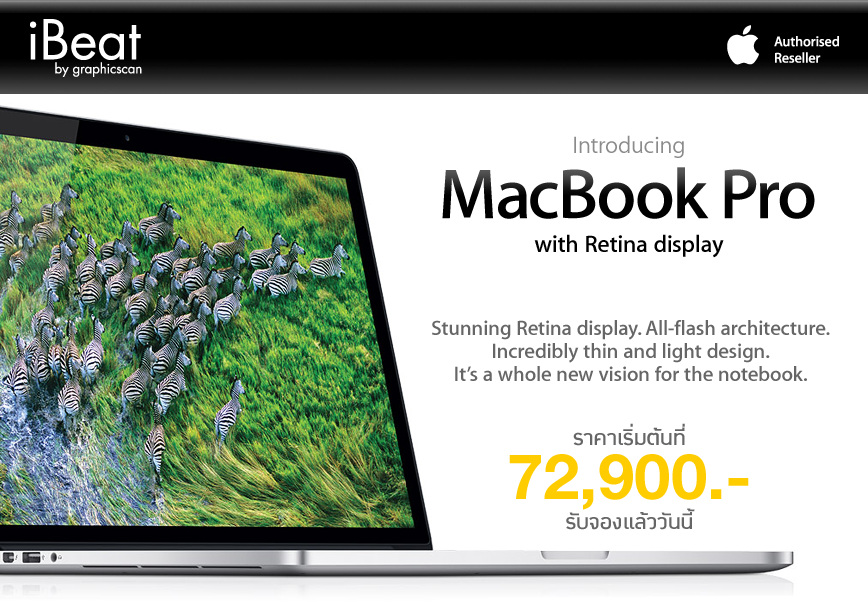 iBeat
by graphicscan
Authorised
Reseller
Introducing
MacBook Pro
with Retina display
Stunning Retina display. All-flash architecture.
Incredibly thin and light design.
It’s a whole new vision for the notebook.
ราคาเริ่มต้นที่
72,900.-
รับจองแล้ววันนี้